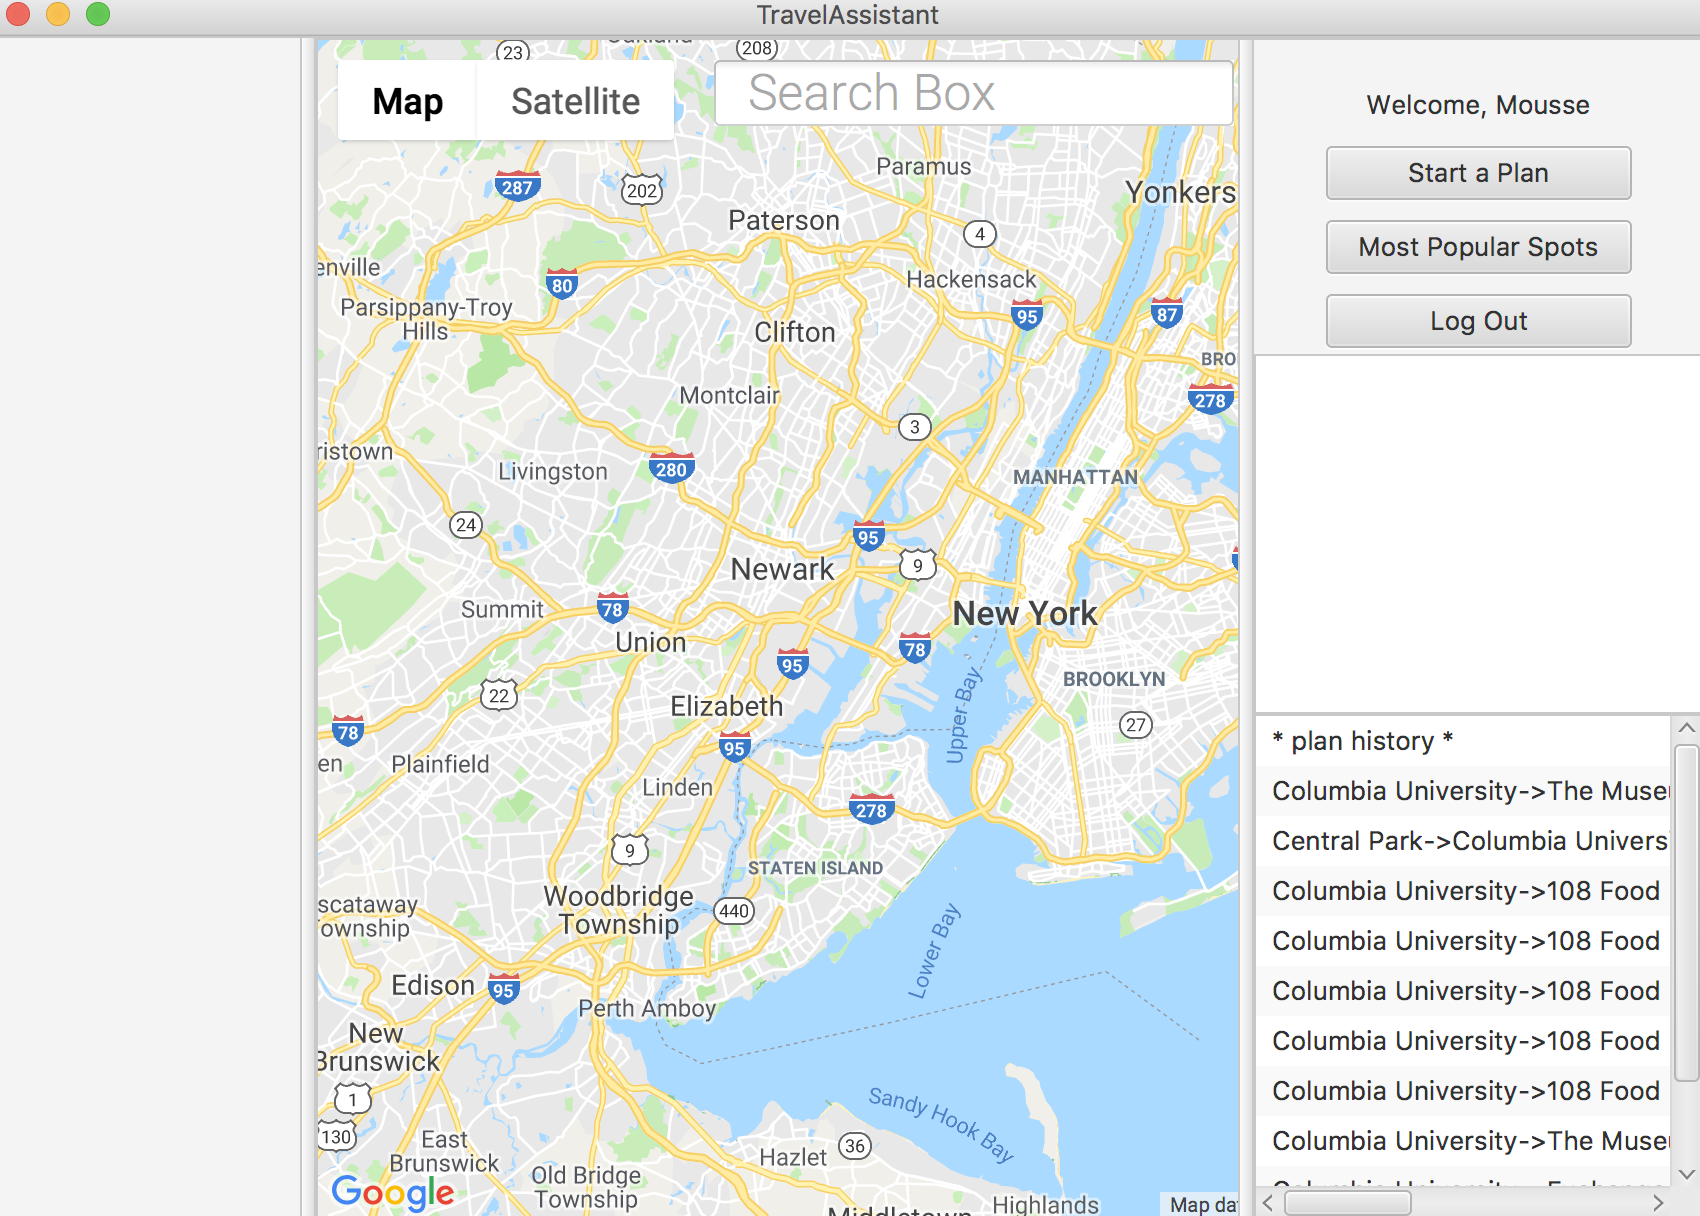 TravelAssistant
23
208
Map
Satellite
Search Box
Welcome, Mousse
Start a Plan
Most Popular Spots
Log Out
Paramus
287
202
Yonkers
Paterson
4
enville
80
Hackensack
Parsippany-Troy
Hills
95
87
Clifton
BRO
Montclair
278
3
ristown
Livingston
280
MANHATTAN
24
95
9
Newark
Summit
78
New York
Union
78
95
22
BROOKLYN
Elizabeth
Upper Bay
27
78
95
en
Plainfield
Linden
278
9
STATEN ISLAND
Woodbridge
Township
scataway
ownship
440
Lower Bay
Edison
95
Perth Amboy
New
Brunswick
1
130
East
Brunswick
Sandy Hook Bay
36
Hazlet
Old Bridge
Township
Google
Middletown
Highlands
Map dat
* plan history *
Columbia University->The Museu
Central Park->Columbia Universi
Columbia University->108 Food
Columbia University->108 Food
Columbia University->108 Food
Columbia University->108 Food
Columbia University->108 Food
Columbia University->The Museu